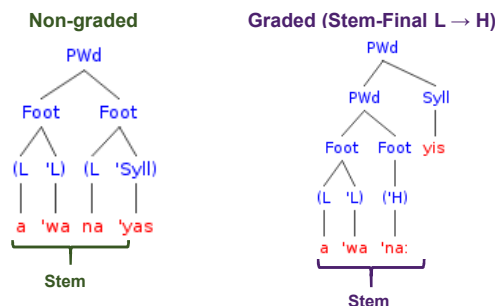 Non-graded
PWd
Foot Foot
(L 'L) (L 'Syll)
a 'wa na 'yas
Stem
Graded (Stem-Final L → H)
PWd
PWd Syll
Foot Foot yis
(L 'L) ('H)
a 'wa 'na:
Stem